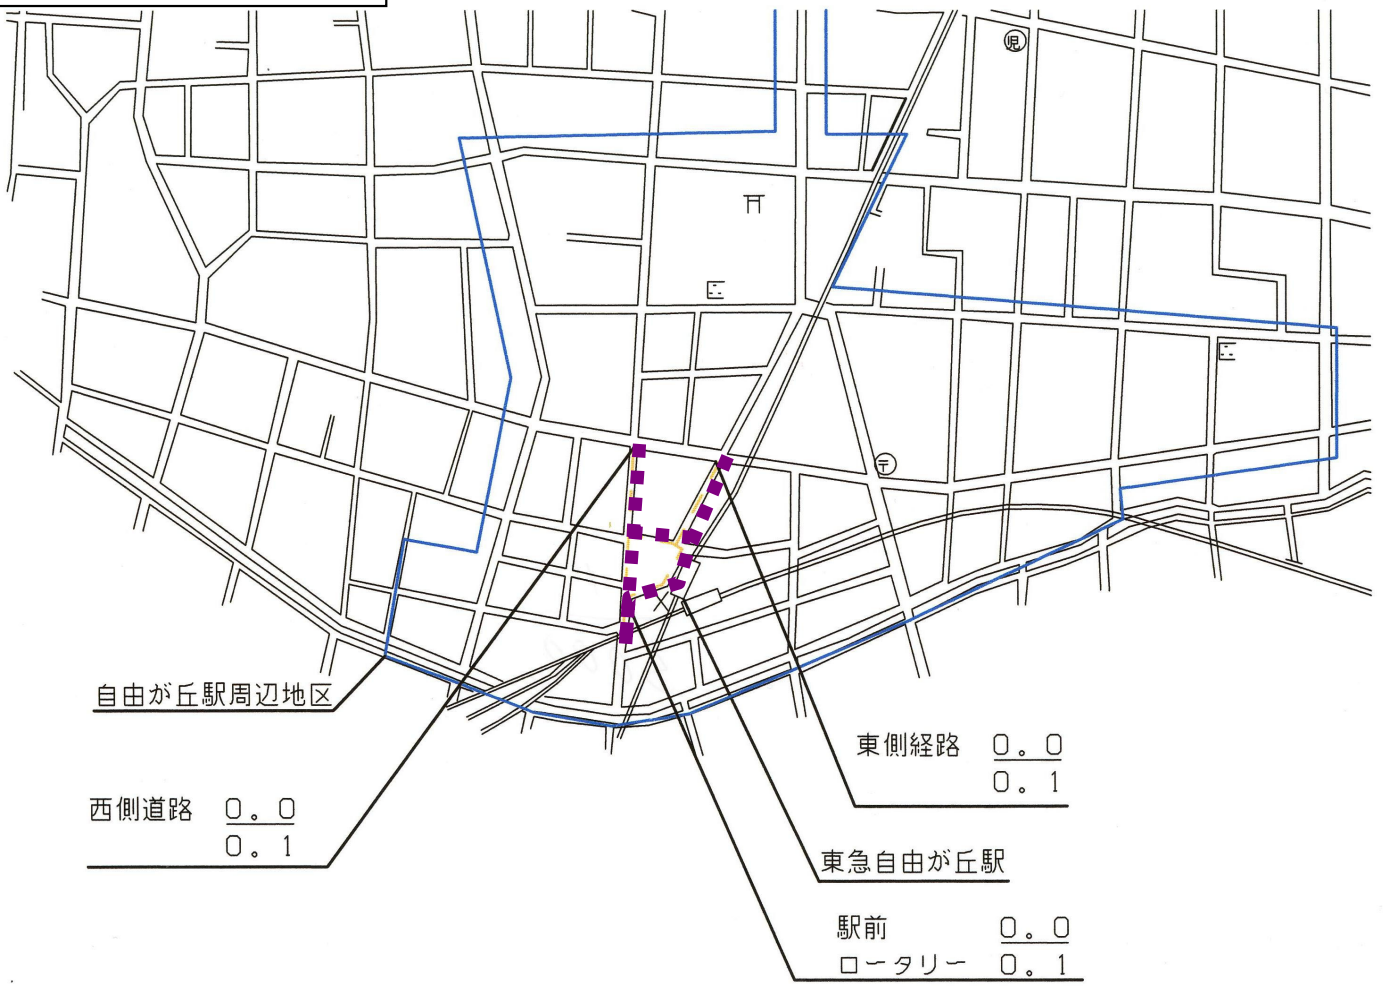 児
〒
自由が丘駅周辺地区
東側経路 0。0
0。1
西側道路 0。0
0。1
東急自由が丘駅
駅前 0。0
ロータリー 0。1